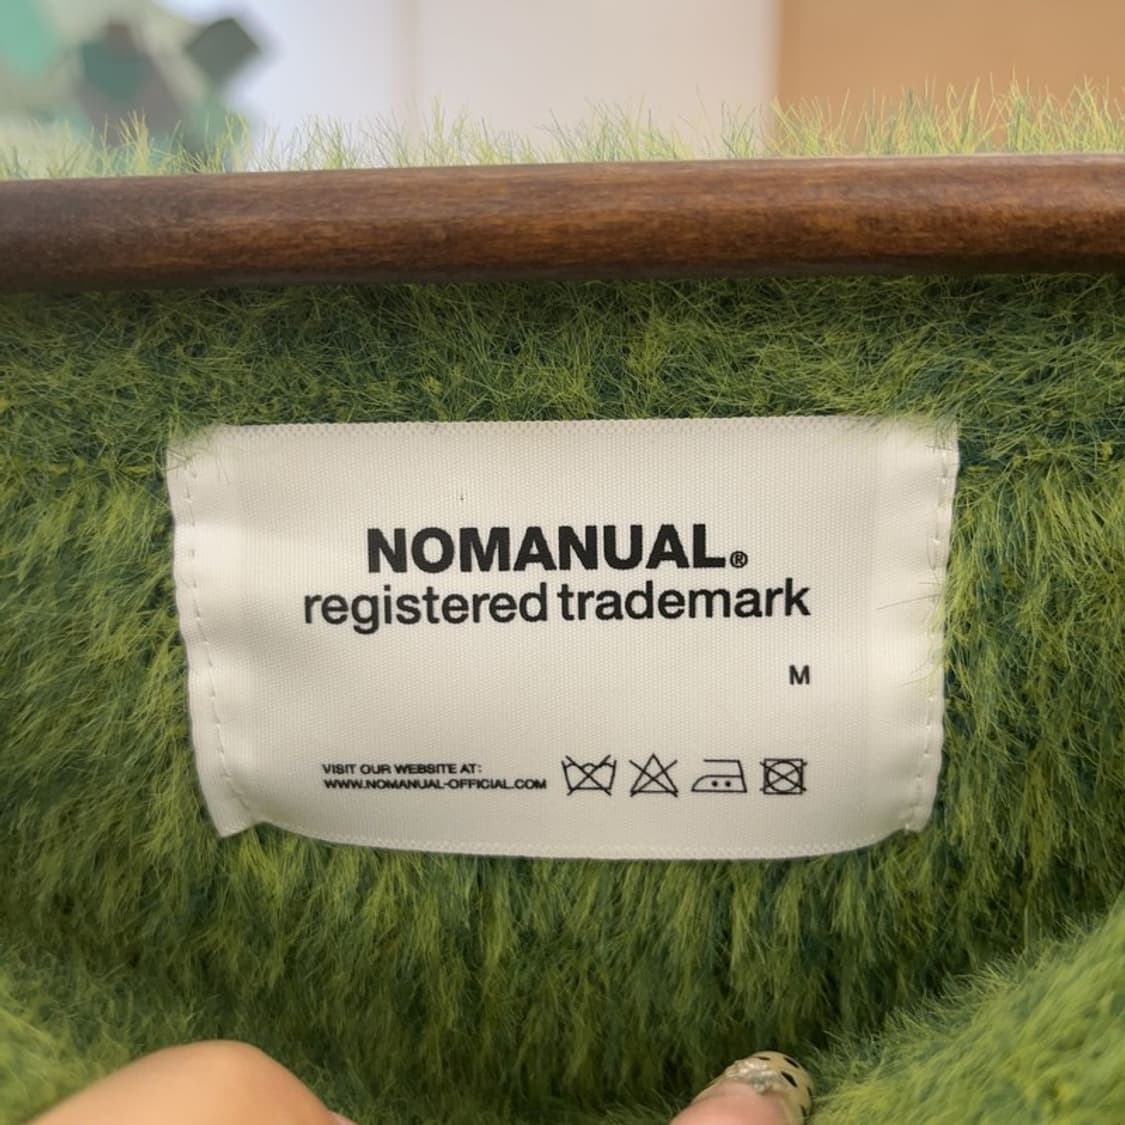 NOMANUAL®
registered trademark
M
VISIT OUR WEBSITE AT:
WWW.NOMANUAL-OFFICIAL.COM